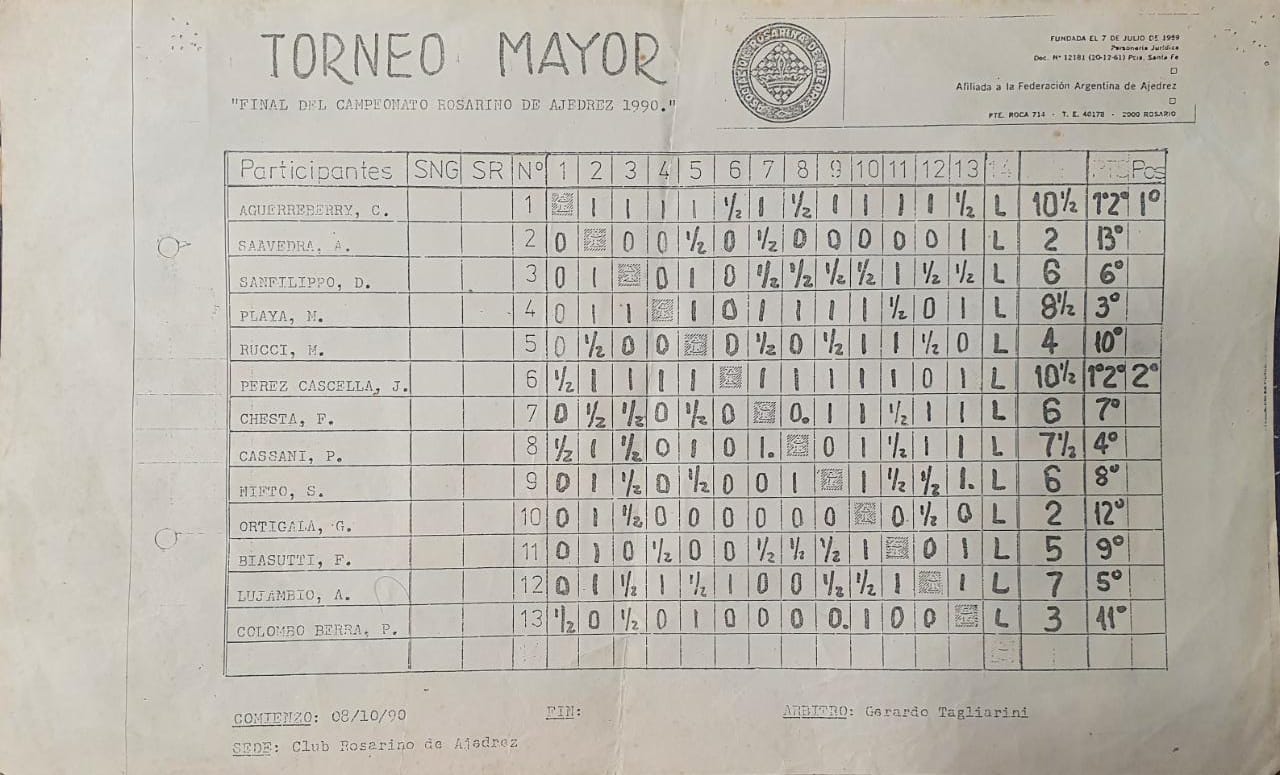 TORNEO MAYOR
"FINAL DEL CAMPEONATO ROSARINO DE AJEDREZ 1990."
FUNDADA EL 7 DE JULIO DE 1959
Personería Jurídica
Dec. Nº 12181 (20-12-61) Pcia. Santa Fe
Afiliada a la Federación Argentina de Ajedrez
PTE. ROCA 714 - T. E. 40178 - 2000 ROSARIO
Participantes SNG SR Nº 1 2 3 4 5 6 7 8 9 10 11 12 13 14 PTS Pos
AGUERREBERRY, C. 1 1 1 1 1 ½ 1 ½ 1 1 1 1 ½ L 10½ 1º2º 1º
SAAVEDRA, A. 2 0 0 0 ½ 0 ½ 0 0 0 0 0 1 L 2 13º
SANFILIPPO, D. 3 0 1 0 1 0 ½ ½ ½ ½ 1 ½ ½ L 6 6º
PLAYA, M. 4 0 1 1 1 0 1 1 1 1 ½ 0 1 L 8½ 3º
RUCCI, M. 5 0 ½ 0 0 0 ½ 0 ½ 1 1 ½ 0 L 4 10º
PEREZ CASCELLA, J. 6 ½ 1 1 1 1 1 1 1 1 1 0 1 L 10½ 1º2º 2º
CHESTA, F. 7 0 ½ ½ 0 ½ 0 0. 1 1 ½ 1 1 L 6 7º
CASSANI, P. 8 ½ 1 ½ 0 1 0 1. 0 1 ½ 1 1 L 7½ 4º
NIETO, S. 9 0 1 ½ 0 ½ 0 0 1 1 ½ ½ 1. L 6 8º
ORTIGALA, G. 10 0 1 ½ 0 0 0 0 0 0 0 ½ 0 L 2 12º
BIASUTTI, F. 11 0 1 0 ½ 0 0 ½ ½ ½ 1 0 1 L 5 9º
LUJAMBIO, A. 12 0 1 ½ 1 ½ 1 0 0 ½ ½ 1 1 L 7 5º
COLOMBO BERRA, P. 13 ½ 0 ½ 0 1 0 0 0 0. 1 0 0 L 3 11º
COMIENZO: 08/10/90 FIN: ARBITRO: Gerardo Tagliarini
SEDE: Club Rosarino de Ajedrez